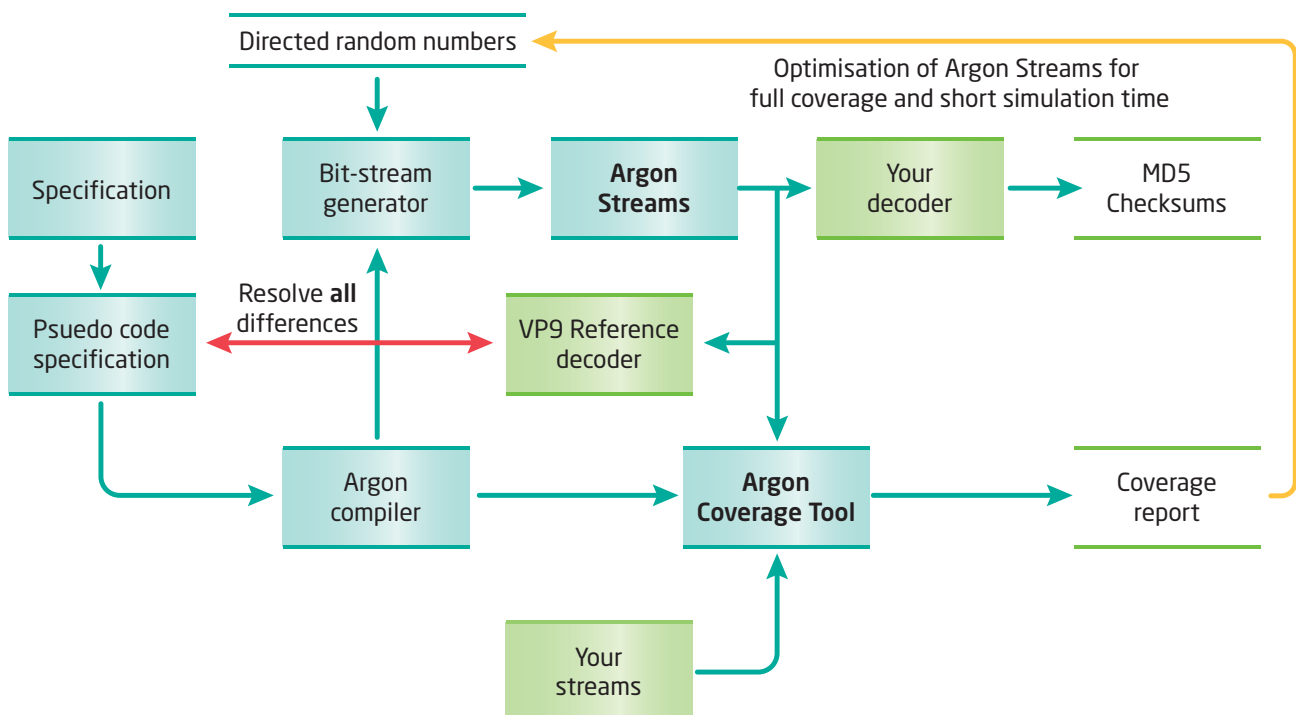 Directed random numbers
Optimisation of Argon Streams for
full coverage and short simulation time
Specification
Bit-stream
generator
Argon
Streams
Your
decoder
MD5
Checksums
Resolve all
differences
Psuedo code
specification
VP9 Reference
decoder
Argon
compiler
Argon
Coverage Tool
Coverage
report
Your
streams